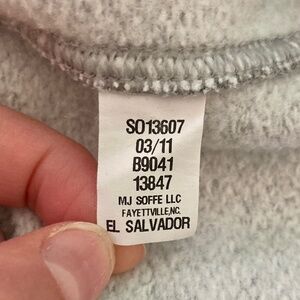 SO13607
03/11
B9041
13847
MJ SOFFE LLC
FAYETTVILLE,NC.
EL SALVADOR